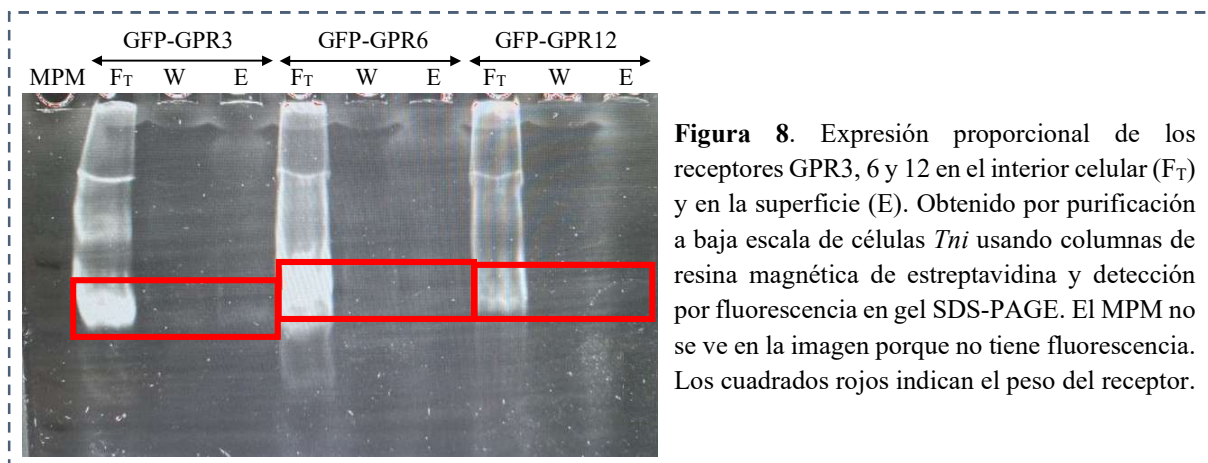 GFP-GPR3 GFP-GPR6 GFP-GPR12
MPM FT W E FT W E FT W E
Figura 8. Expresión proporcional de los
receptores GPR3, 6 y 12 en el interior celular (FT)
y en la superficie (E). Obtenido por purificación
a baja escala de células Tni usando columnas de
resina magnética de estreptavidina y detección
por fluorescencia en gel SDS-PAGE. El MPM no
se ve en la imagen porque no tiene fluorescencia.
Los cuadrados rojos indican el peso del receptor.